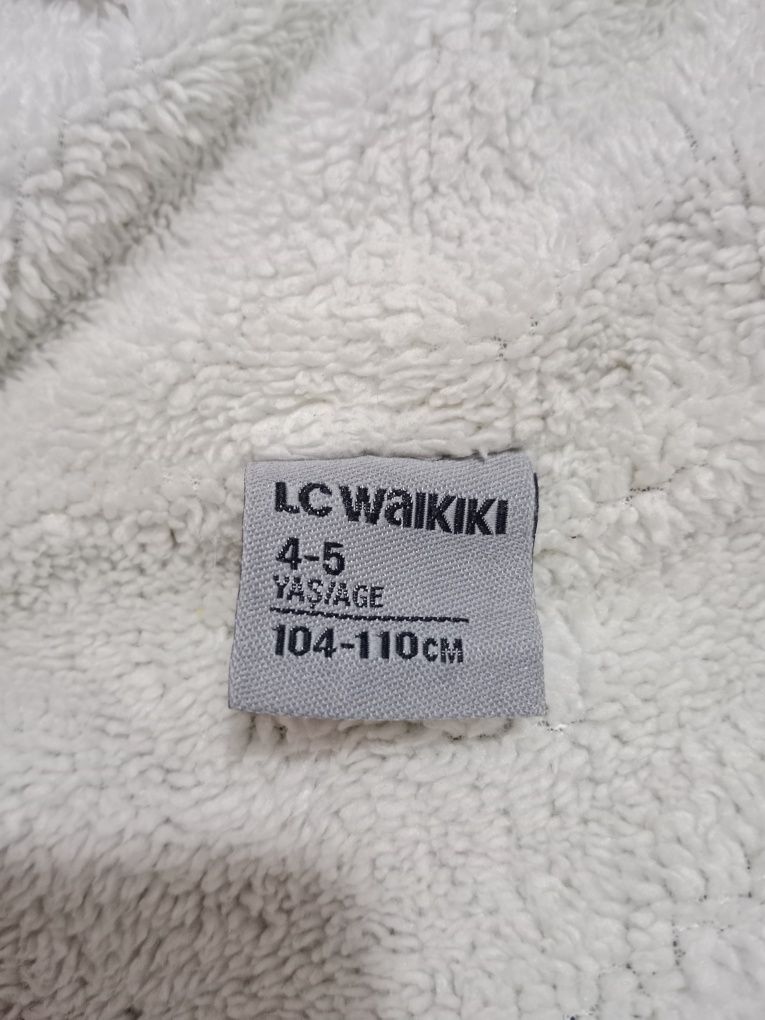 LC WAIKIKI
4-5
YAŞ/AGE
104-110CM